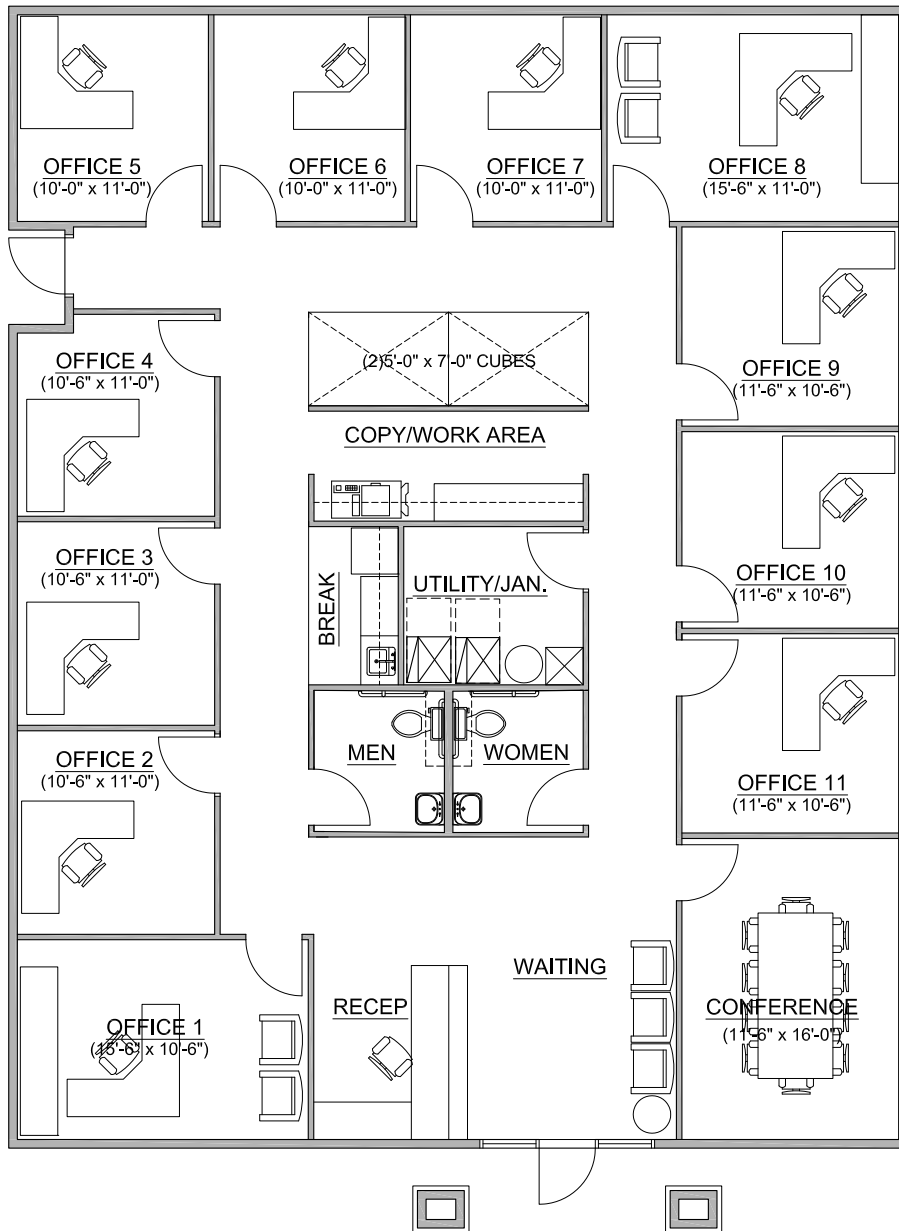 OFFICE 5
(10'-0" x 11'-0")
OFFICE 6
(10'-0" x 11'-0")
OFFICE 7
(10'-0" x 11'-0")
OFFICE 8
(15'-6" x 11'-0")
OFFICE 4
(10'-6" x 11'-0")
(2)5'-0" x 7'-0" CUBES
OFFICE 9
(11'-6" x 10'-6")
COPY/WORK AREA
OFFICE 3
(10'-6" x 11'-0")
BREAK
UTILITY/JAN.
OFFICE 10
(11'-6" x 10'-6")
OFFICE 2
(10'-6" x 11'-0")
MEN
WOMEN
OFFICE 11
(11'-6" x 10'-6")
WAITING
OFFICE 1
(15'-6" x 10'-6")
RECEP
CONFERENCE
(11'-6" x 16'-0")